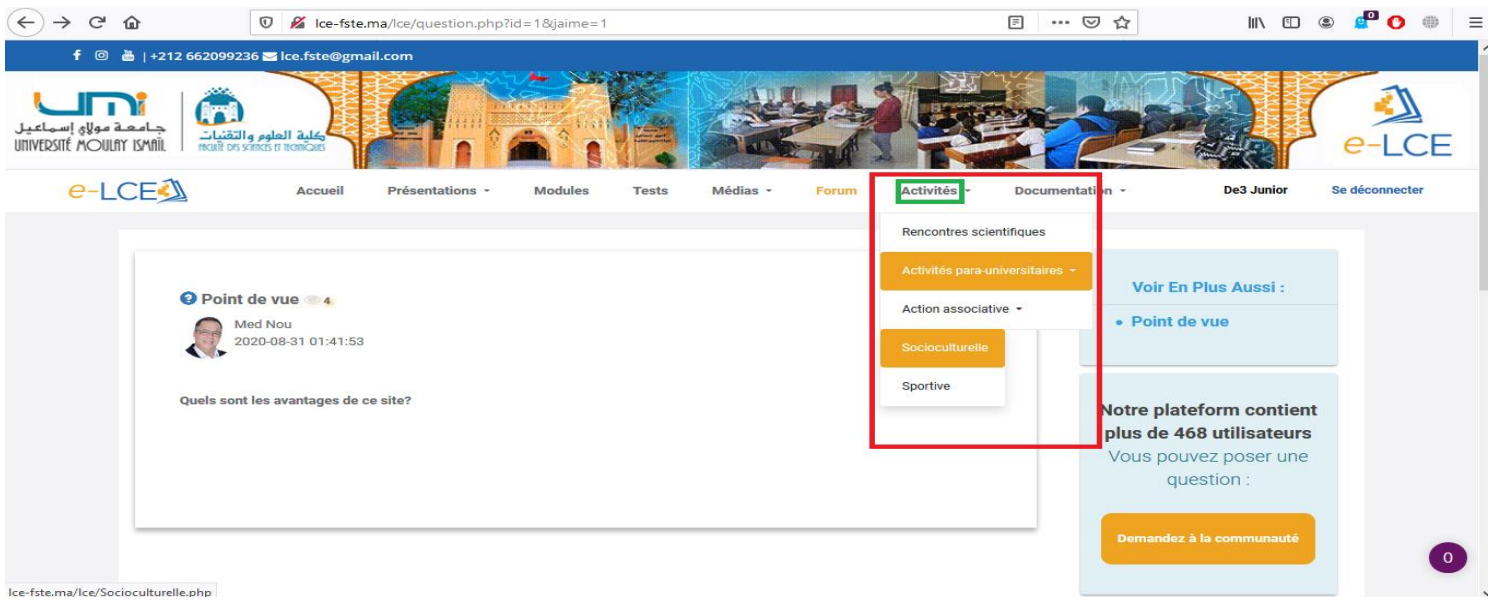 lce-fste.ma/lce/question.php?id=1&jaime=1
0
| +212 662099236 lce.fste@gmail.com
umi
جامعة مولاي إسماعيل
UNIVERSITÉ MOULAY ISMAÏL
كلية العلوم والتقنيات
FACULTÉ DES SCIENCES ET TECHNIQUES
e-LCE
e-LCE
Accueil Présentations Modules Tests Médias Forum Activités Documentation De3 Junior Se déconnecter
Rencontres scientifiques
Activités para-universitaires
Action associative
Socioculturelle
Sportive
Point de vue 4
Med Nou
2020-08-31 01:41:53
Quels sont les avantages de ce site?
Voir En Plus Aussi :
• Point de vue
Notre plateform contient
plus de 468 utilisateurs
Vous pouvez poser une
question :
Demandez à la communauté
0
lce-fste.ma/lce/Socioculturelle.php